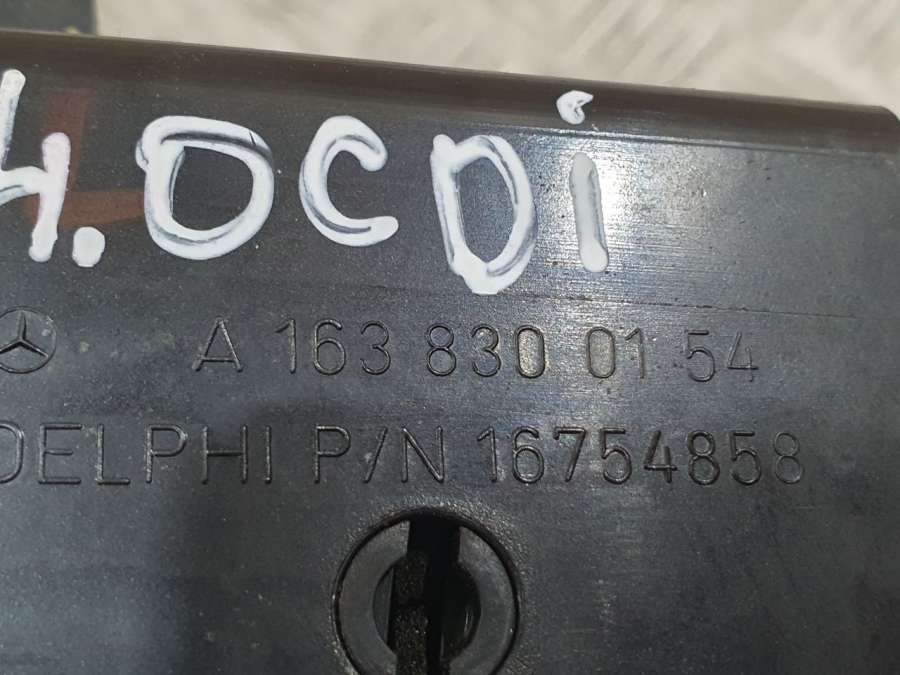 4.0CDi
A 163 830 01 54
DELPHI P/N 16754858